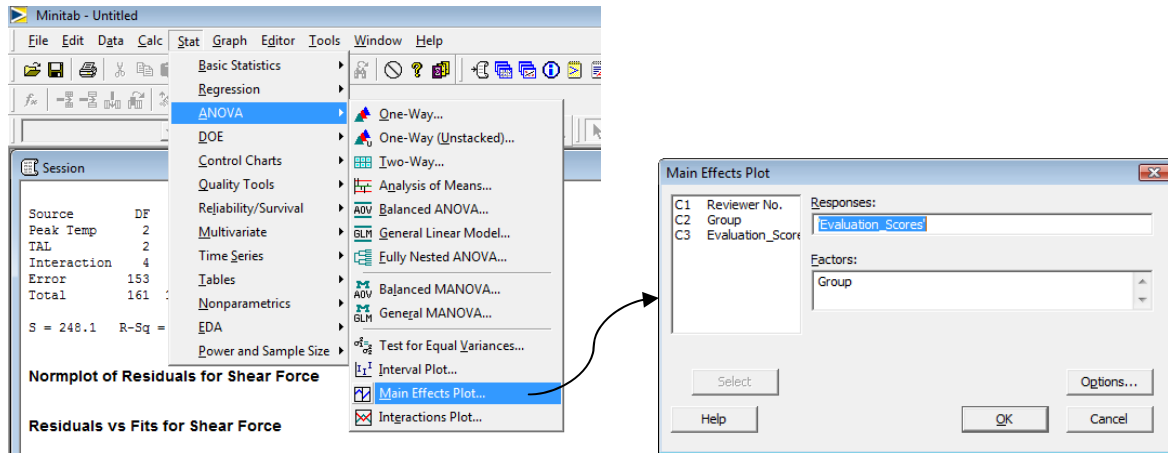 Minitab - Untitled
File Edit Data Calc Stat Graph Editor Tools Window Help
Basic Statistics
Regression
ANOVA
DOE
Control Charts
Quality Tools
Reliability/Survival
Multivariate
Time Series
Tables
Nonparametrics
EDA
Power and Sample Size
One-Way...
One-Way (Unstacked)...
Two-Way...
Analysis of Means...
Balanced ANOVA...
General Linear Model...
Fully Nested ANOVA...
Balanced MANOVA...
General MANOVA...
Test for Equal Variances...
Interval Plot...
Main Effects Plot...
Interactions Plot...
Session
Source DF
Peak Temp 2
TAL 2
Interaction 4
Error 153
Total 161 1
S = 248.1 R-Sq =
Normplot of Residuals for Shear Force
Residuals vs Fits for Shear Force
Main Effects Plot
C1 Reviewer No.
C2 Group
C3 Evaluation_Score
Responses:
'Evaluation_Scores'
Factors:
Group
Select
Options...
Help
OK
Cancel